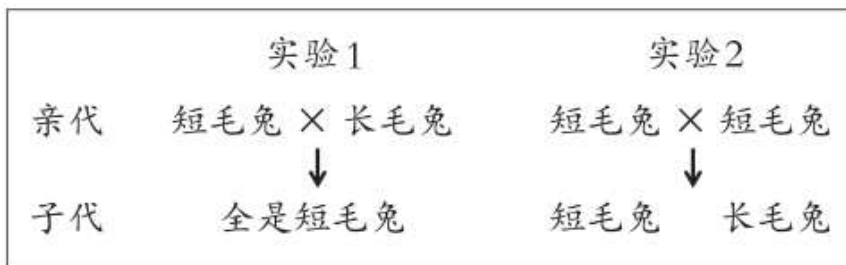 实验1 实验2
亲代 短毛兔 × 长毛兔 短毛兔 × 短毛兔
↓ ↓
子代 全是短毛兔 短毛兔 长毛兔